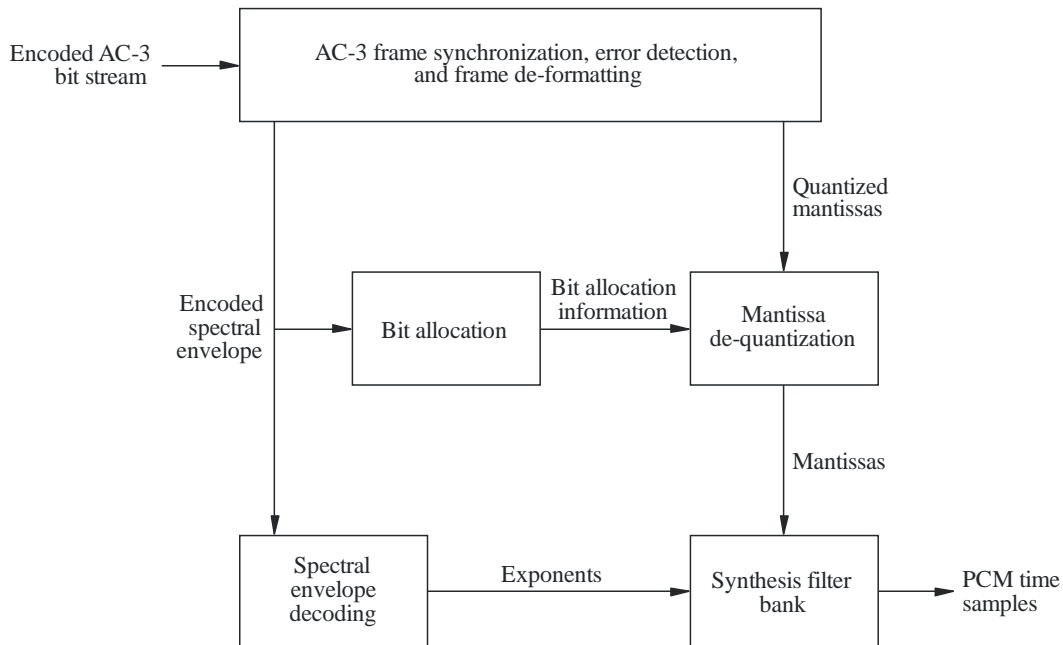 Encoded AC-3
bit stream
AC-3 frame synchronization, error detection,
and frame de-formatting
Quantized
mantissas
Encoded
spectral
envelope
Bit allocation
Bit allocation
information
Mantissa
de-quantization
Mantissas
Spectral
envelope
decoding
Exponents
Synthesis filter
bank
PCM time
samples